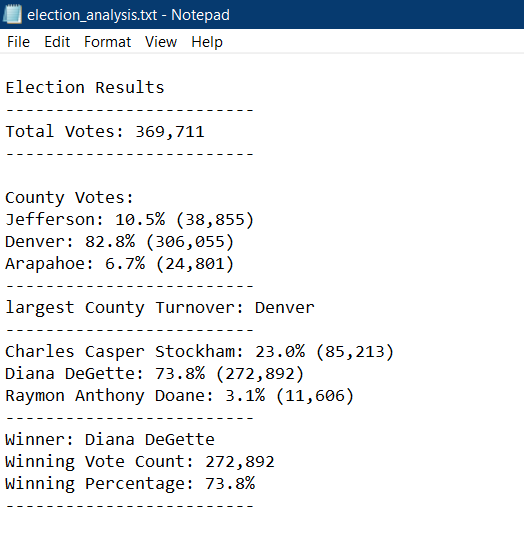 election_analysis.txt - Notepad
File Edit Format View Help
Election Results
-------------------------
Total Votes: 369,711
-------------------------
County Votes:
Jefferson: 10.5% (38,855)
Denver: 82.8% (306,055)
Arapahoe: 6.7% (24,801)
-------------------------
largest County Turnover: Denver
-------------------------
Charles Casper Stockham: 23.0% (85,213)
Diana DeGette: 73.8% (272,892)
Raymon Anthony Doane: 3.1% (11,606)
-------------------------
Winner: Diana DeGette
Winning Vote Count: 272,892
Winning Percentage: 73.8%
-------------------------